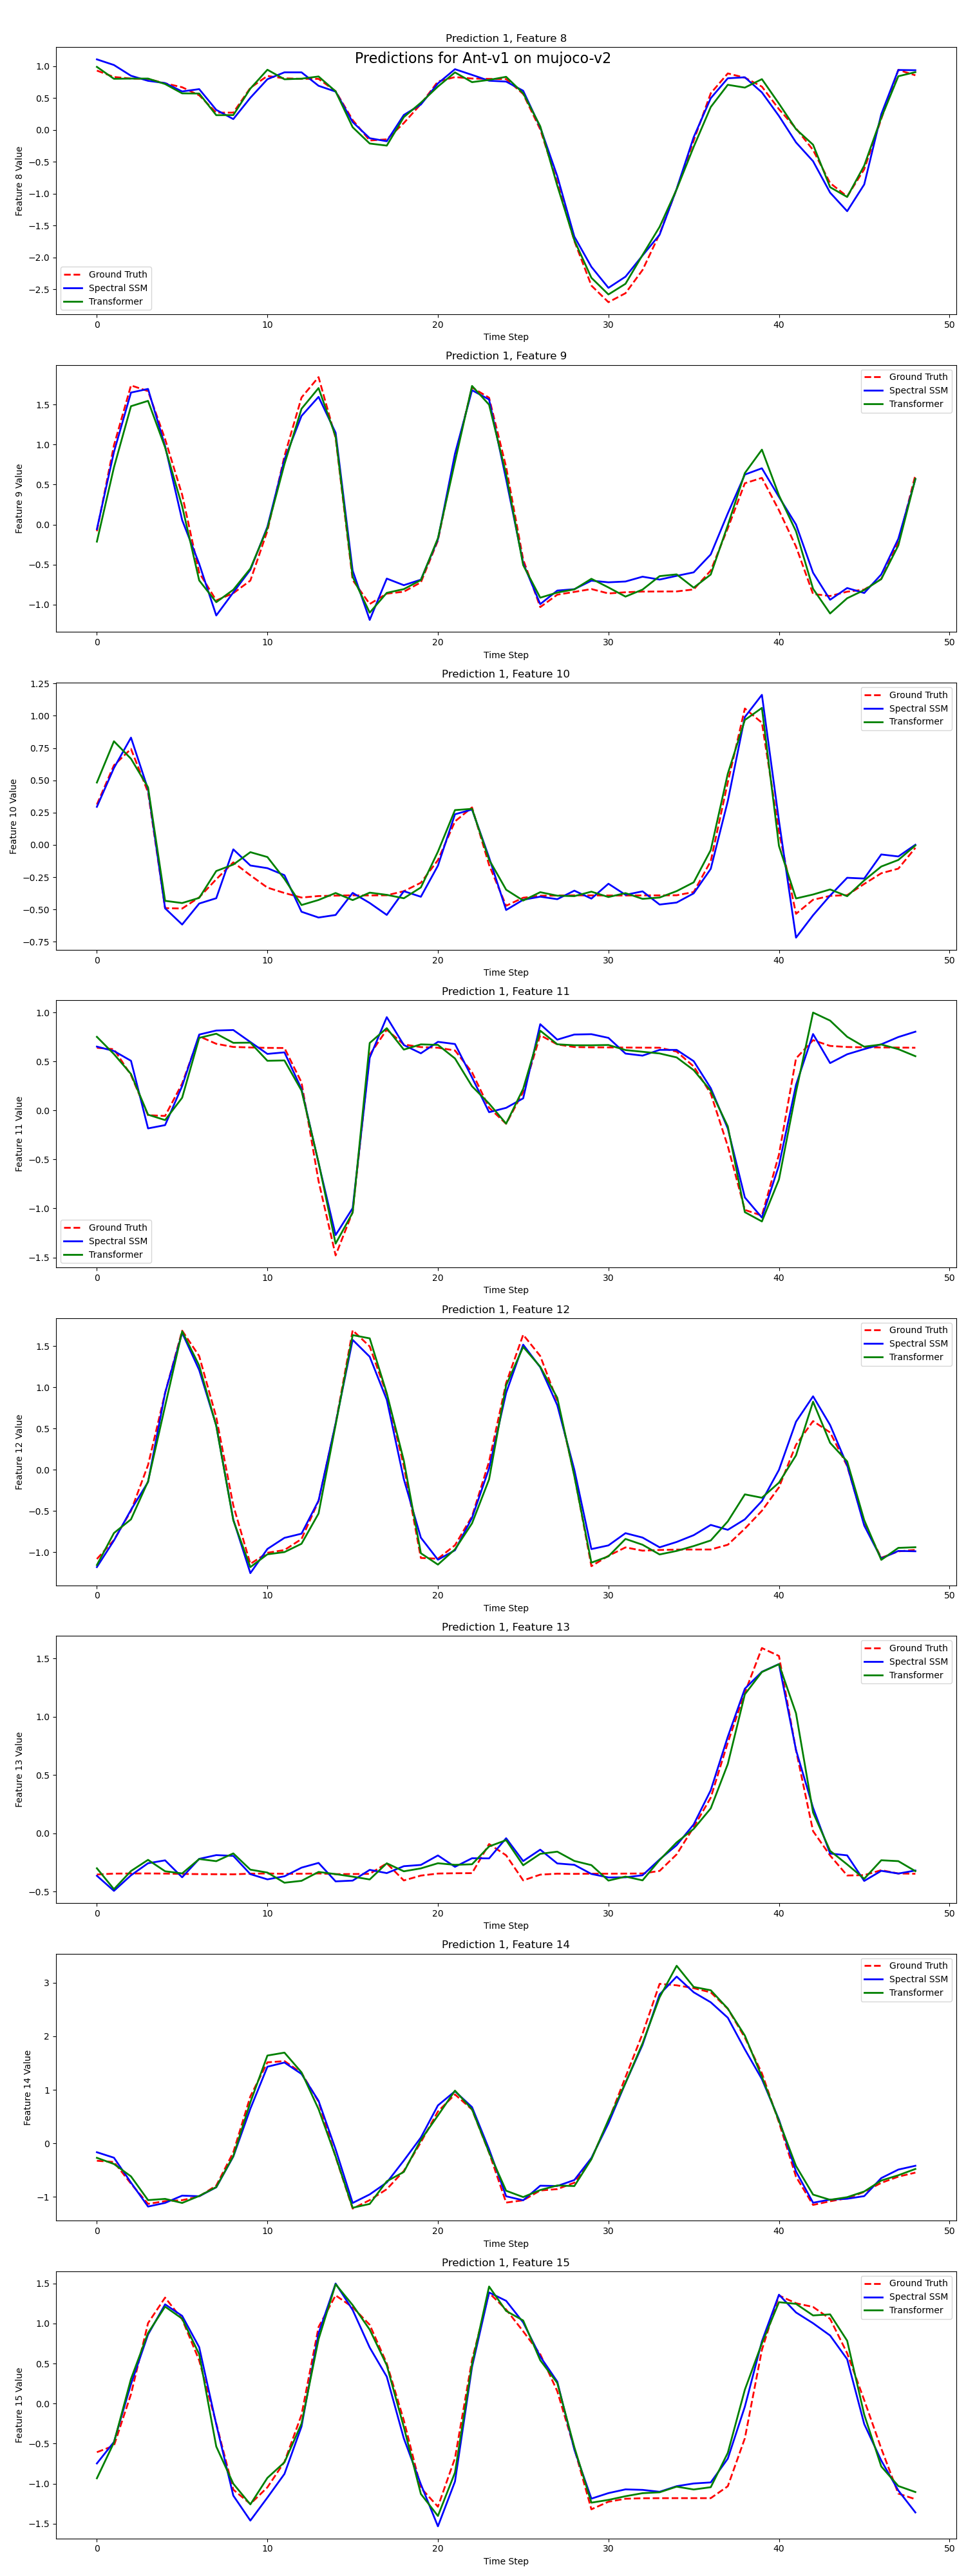 Prediction 1, Feature 8
Predictions for Ant-v1 on mujoco-v2
1.0
0.5
0.0
−0.5
−1.0
−1.5
−2.0
−2.5
Feature 8 Value
Ground Truth
Spectral SSM
Transformer
0 10 20 30 40 50
Time Step
Prediction 1, Feature 9
1.5
1.0
0.5
0.0
−0.5
−1.0
Feature 9 Value
Ground Truth
Spectral SSM
Transformer
0 10 20 30 40 50
Time Step
Prediction 1, Feature 10
1.25
1.00
0.75
0.50
0.25
0.00
−0.25
−0.50
−0.75
Feature 10 Value
Ground Truth
Spectral SSM
Transformer
0 10 20 30 40 50
Time Step
Prediction 1, Feature 11
1.0
0.5
0.0
−0.5
−1.0
−1.5
Feature 11 Value
Ground Truth
Spectral SSM
Transformer
0 10 20 30 40 50
Time Step
Prediction 1, Feature 12
1.5
1.0
0.5
0.0
−0.5
−1.0
Feature 12 Value
Ground Truth
Spectral SSM
Transformer
0 10 20 30 40 50
Time Step
Prediction 1, Feature 13
1.5
1.0
0.5
0.0
−0.5
Feature 13 Value
Ground Truth
Spectral SSM
Transformer
0 10 20 30 40 50
Time Step
Prediction 1, Feature 14
3
2
1
0
−1
Feature 14 Value
Ground Truth
Spectral SSM
Transformer
0 10 20 30 40 50
Time Step
Prediction 1, Feature 15
1.5
1.0
0.5
0.0
−0.5
−1.0
−1.5
Feature 15 Value
Ground Truth
Spectral SSM
Transformer
0 10 20 30 40 50
Time Step